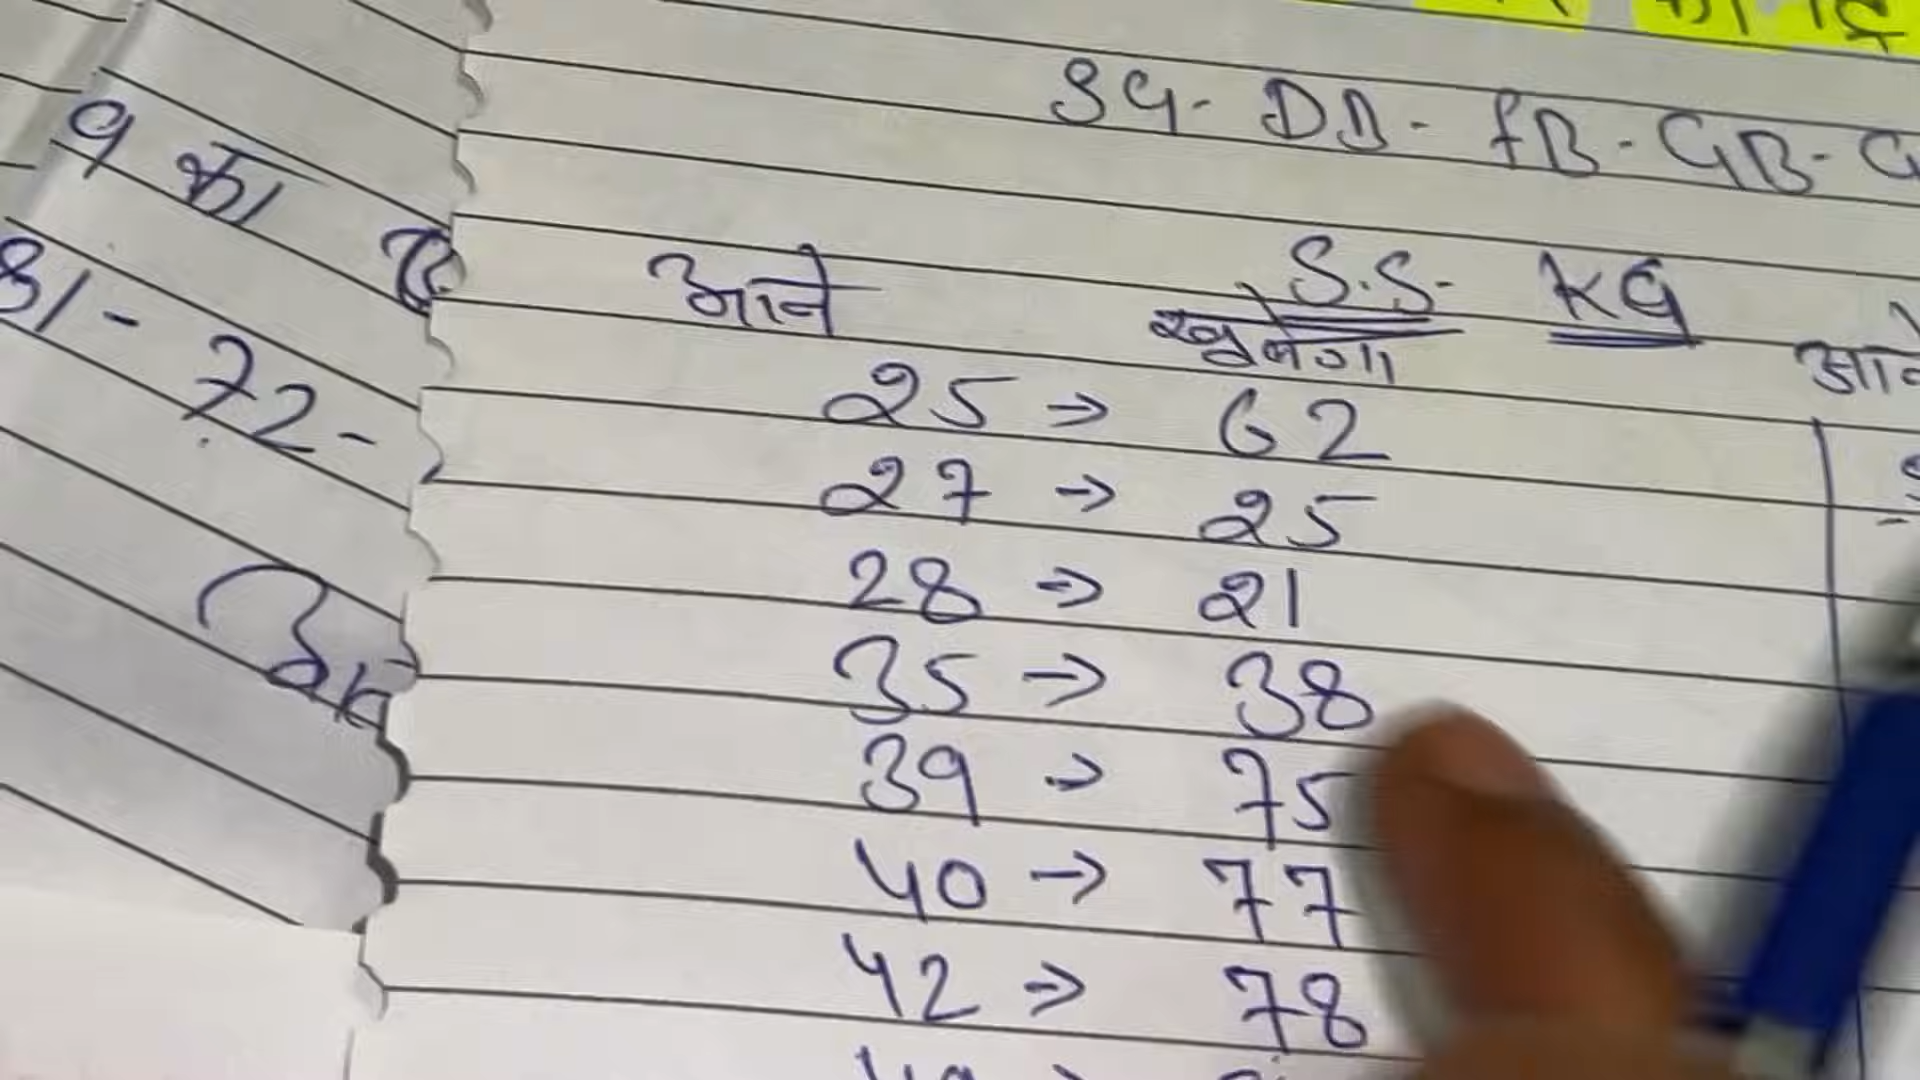 SG- DB- FB- GB- G
S.S. KG
आने खुलेगा
25 → 62
27 → 25
28 → 21
35 → 38
39 → 75
40 → 77
42 → 78
9 का
81 - 72 -